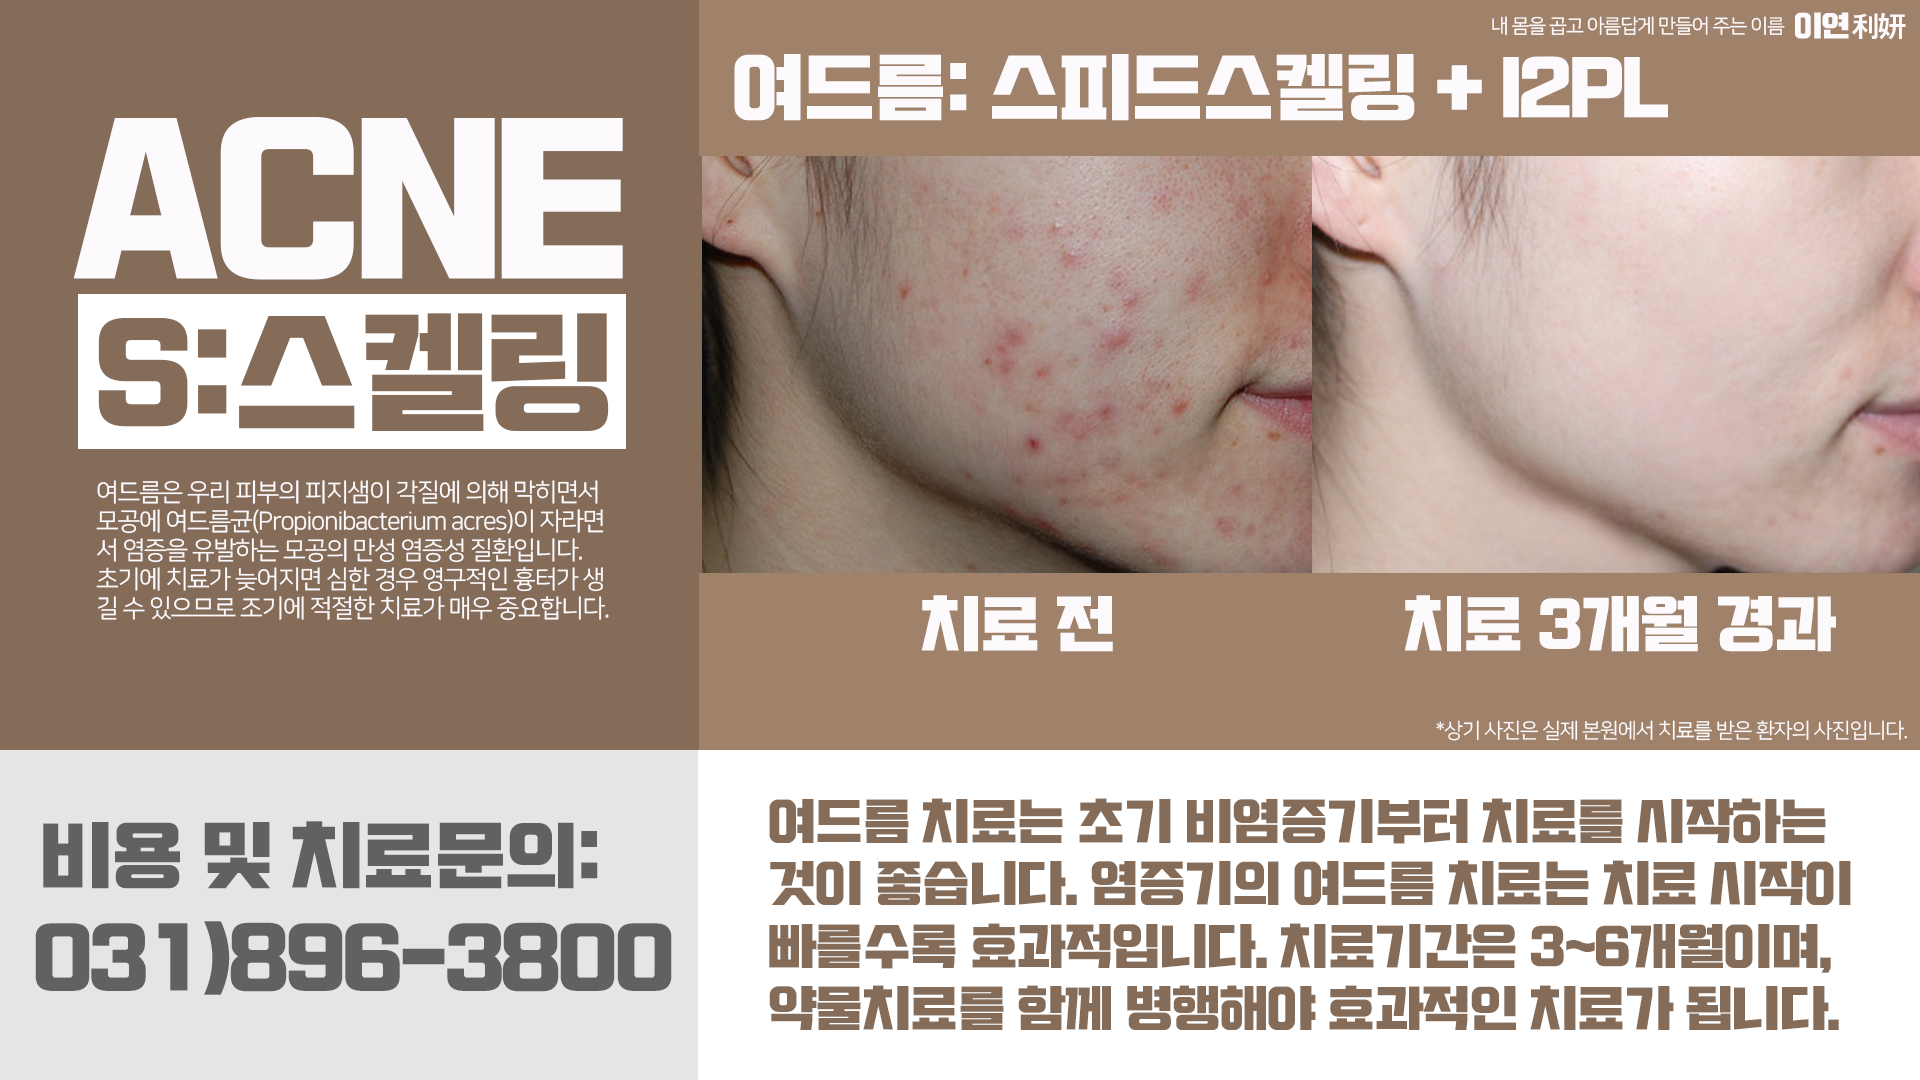 ACNE
S:스켈링
여드름은 우리 피부의 피지샘이 각질에 의해 막히면서
모공에 여드름균(Propionibacterium acres)이 자라면
서 염증을 유발하는 모공의 만성 염증성 질환입니다.
초기에 치료가 늦어지면 심한 경우 영구적인 흉터가 생
길 수 있으므로 조기에 적절한 치료가 매우 중요합니다.
내 몸을 곱고 아름답게 만들어 주는 이름 이연 利妍
여드름: 스피드스켈링 + I2PL
치료 전
치료 3개월 경과
*상기 사진은 실제 본원에서 치료를 받은 환자의 사진입니다.
비용 및 치료문의:
031)896-3800
여드름 치료는 초기 비염증기부터 치료를 시작하는
것이 좋습니다. 염증기의 여드름 치료는 치료 시작이
빠를수록 효과적입니다. 치료기간은 3~6개월이며,
약물치료를 함께 병행해야 효과적인 치료가 됩니다.